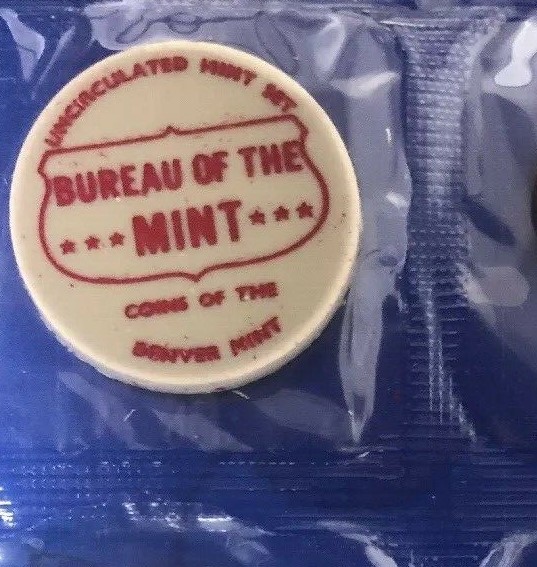 UNCIRCULATED MINT SET
BUREAU OF THE
MINT
COINS OF THE
DENVER MINT